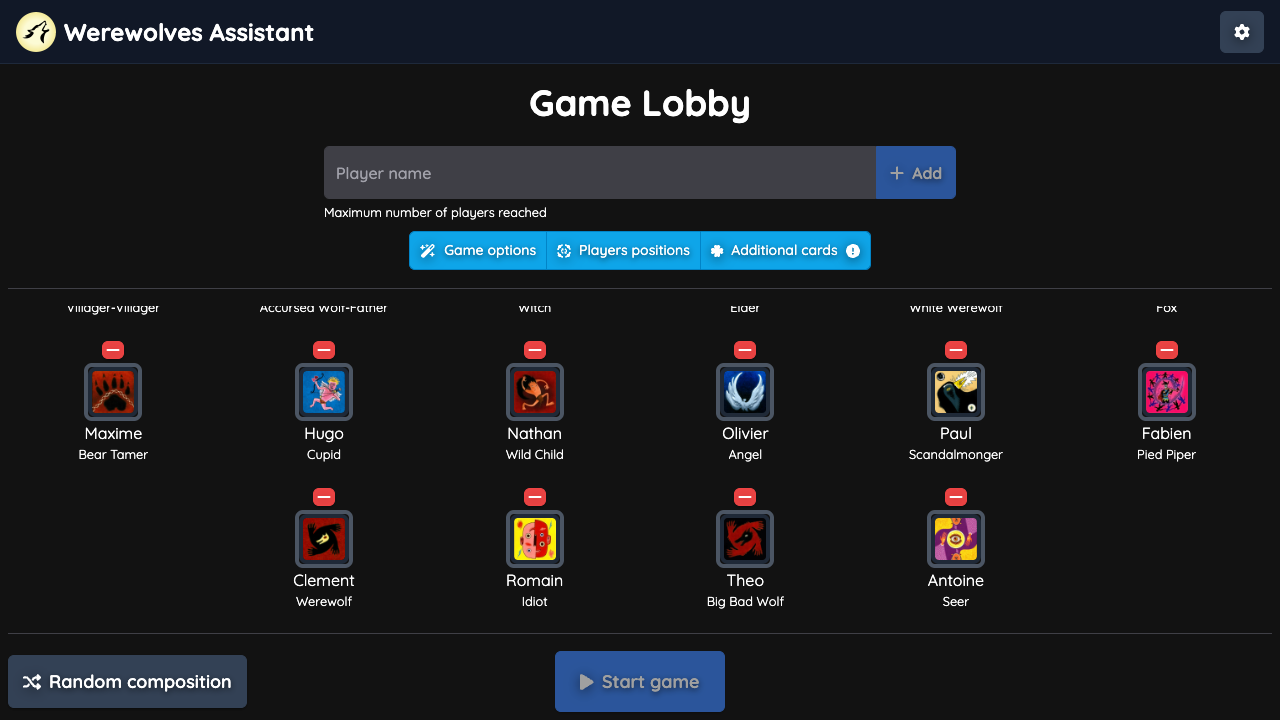 Werewolves Assistant
Game Lobby
Player name
Add
Maximum number of players reached
Game options
Players positions
Additional cards
Villager-Villager
Accursed Wolf-Father
Witch
Elder
White Werewolf
Fox
Maxime
Hugo
Nathan
Olivier
Paul
Fabien
Bear Tamer
Cupid
Wild Child
Angel
Scandalmonger
Pied Piper
Clement
Romain
Theo
Antoine
Werewolf
Idiot
Big Bad Wolf
Seer
Random composition
Start game